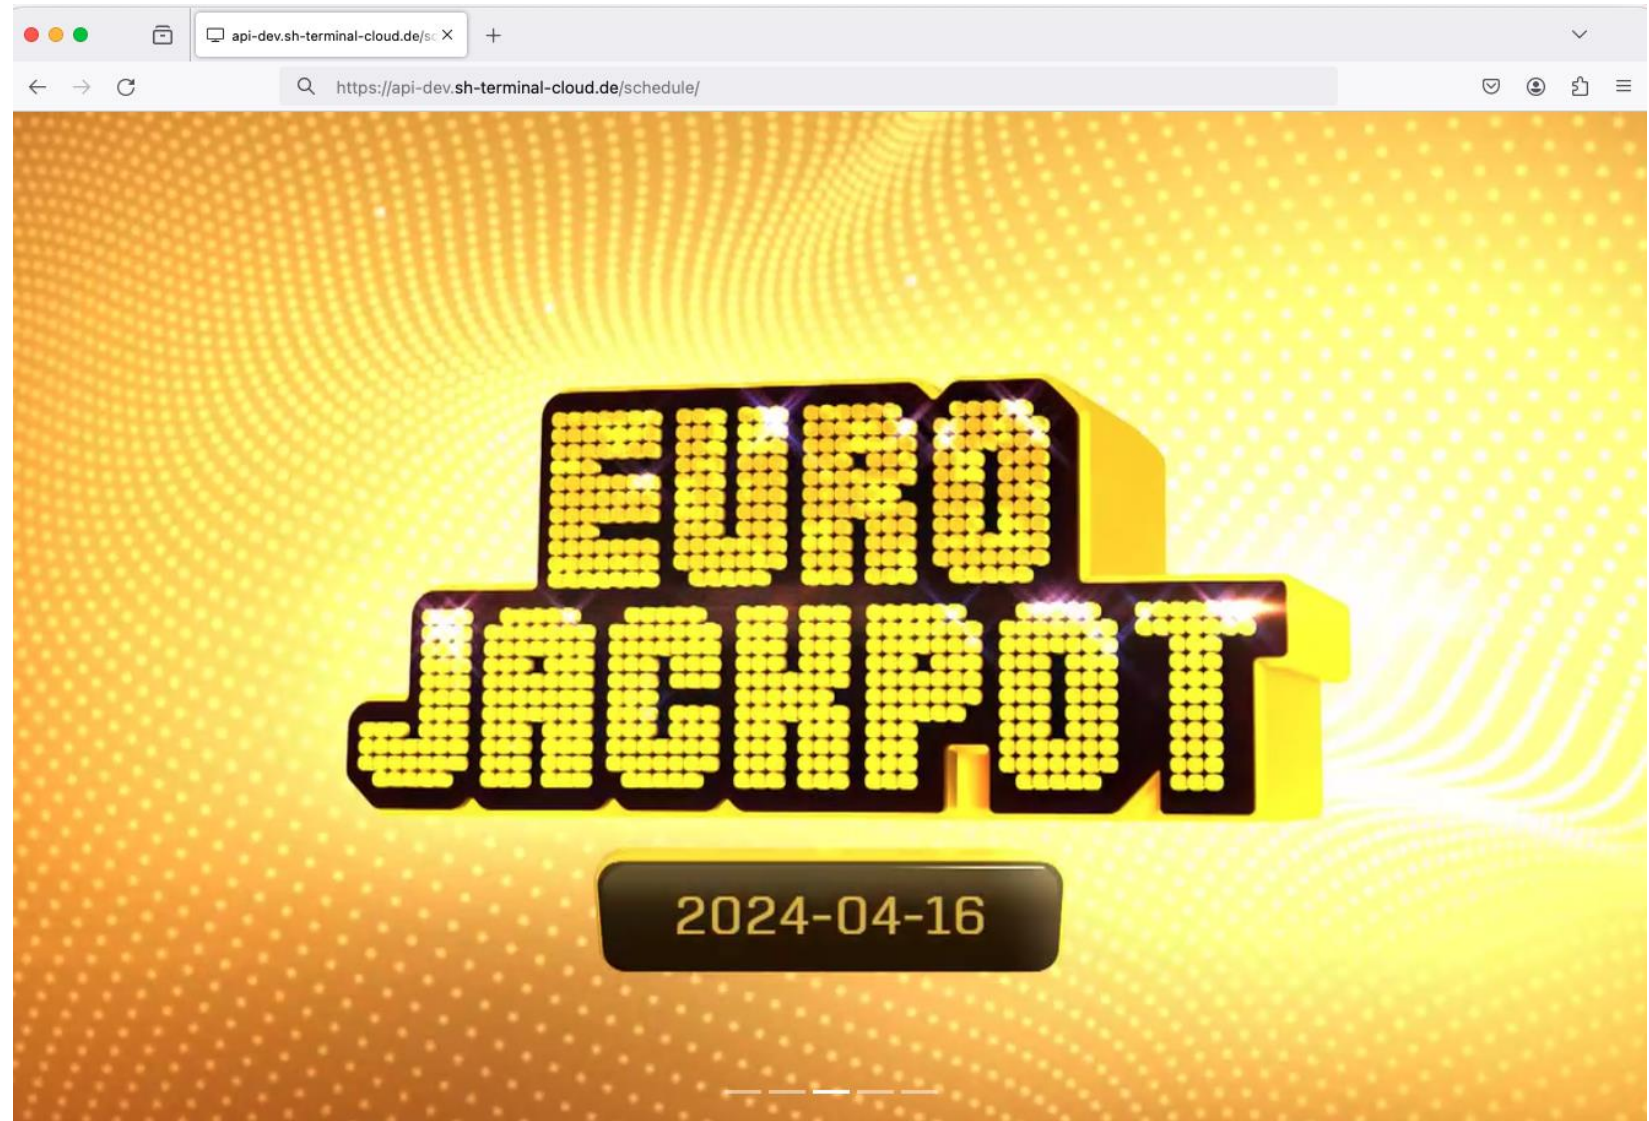 api-dev.sh-terminal-cloud.de/sc
https://api-dev.sh-terminal-cloud.de/schedule/
EURO
JACKPOT
2024-04-16